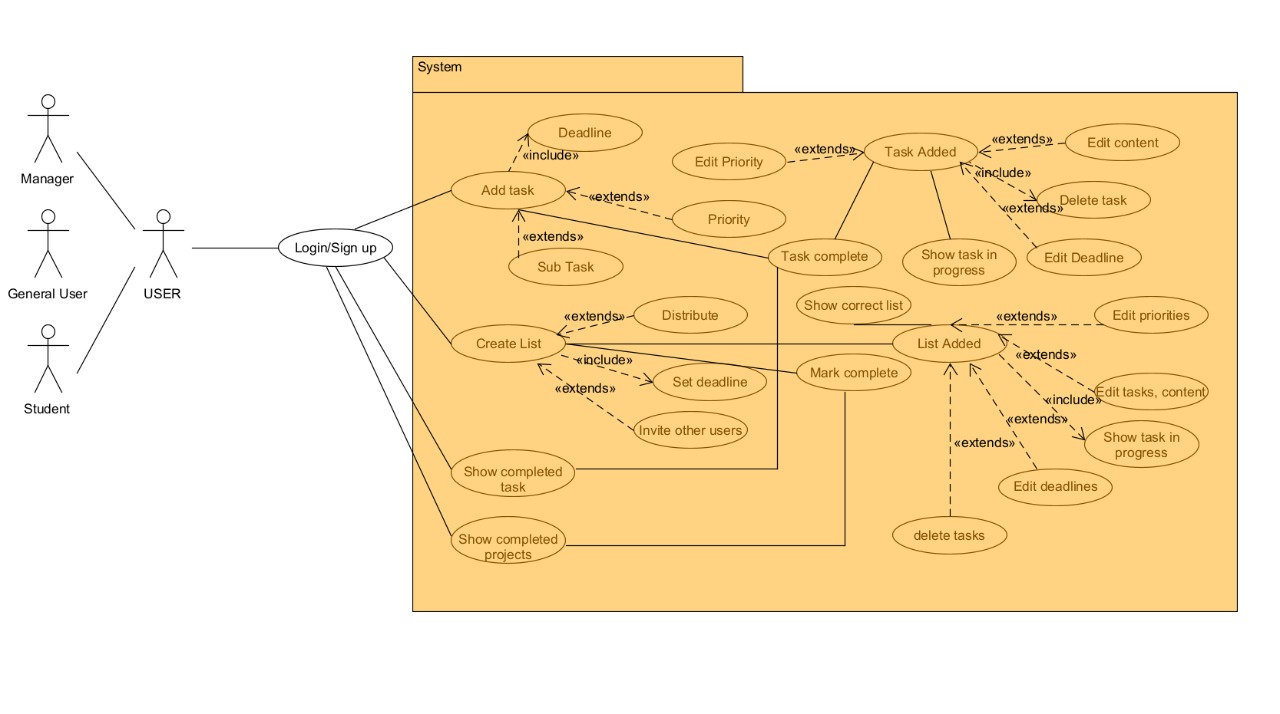 System
Manager
General User
Student
USER
Login/Sign up
Deadline
«include»
Add task
«extends»
Priority
«extends»
Sub Task
Edit Priority
«extends»
Task Added
«extends»
Edit content
«include»
Delete task
«extends»
Edit Deadline
Task complete
Show task in
progress
Show correct list
Distribute
«extends»
Create List
«include»
Set deadline
«extends»
Invite other users
Mark complete
List Added
«extends»
Edit priorities
«extends»
Edit tasks, content
«include»
Show task in
progress
«extends»
Edit deadlines
«extends»
delete tasks
Show completed
task
Show completed
projects